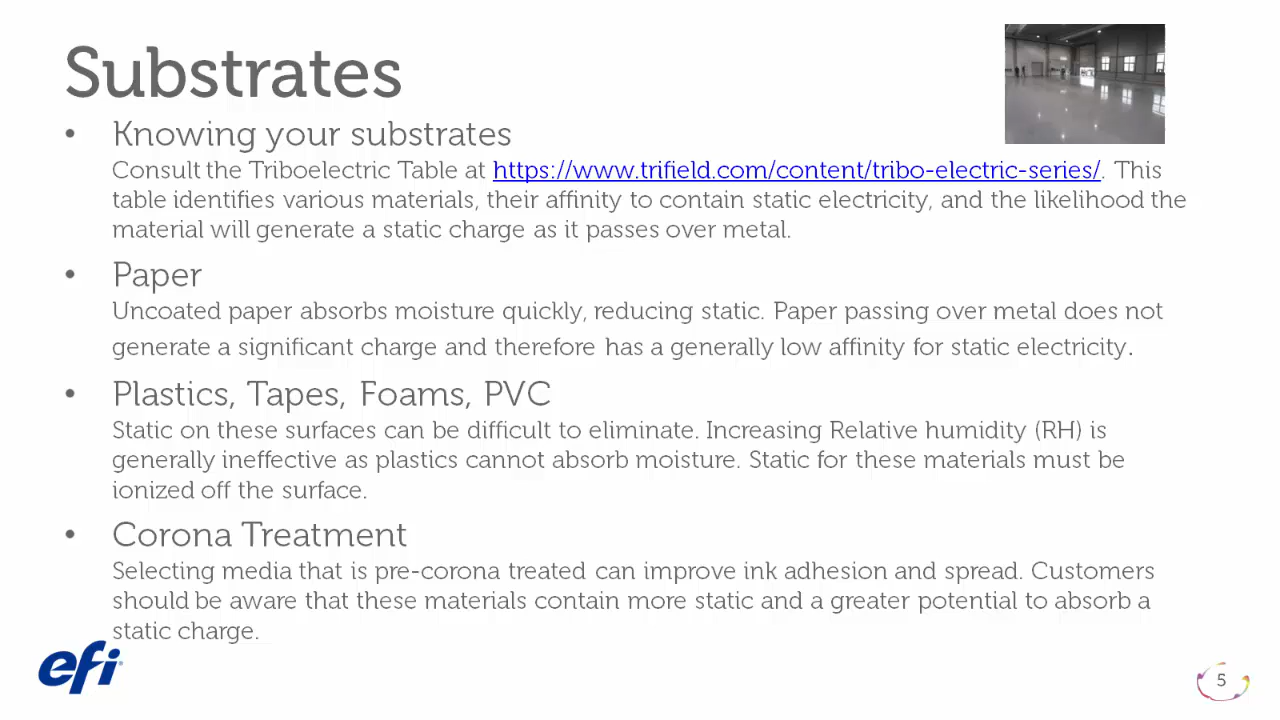 Substrates
• Knowing your substrates
Consult the Triboelectric Table at https://www.trifield.com/content/tribo-electric-series/. This
table identifies various materials, their affinity to contain static electricity, and the likelihood the
material will generate a static charge as it passes over metal.
• Paper
Uncoated paper absorbs moisture quickly, reducing static. Paper passing over metal does not
generate a significant charge and therefore has a generally low affinity for static electricity.
• Plastics, Tapes, Foams, PVC
Static on these surfaces can be difficult to eliminate. Increasing Relative humidity (RH) is
generally ineffective as plastics cannot absorb moisture. Static for these materials must be
ionized off the surface.
• Corona Treatment
Selecting media that is pre-corona treated can improve ink adhesion and spread. Customers
should be aware that these materials contain more static and a greater potential to absorb a
static charge.
efi
5